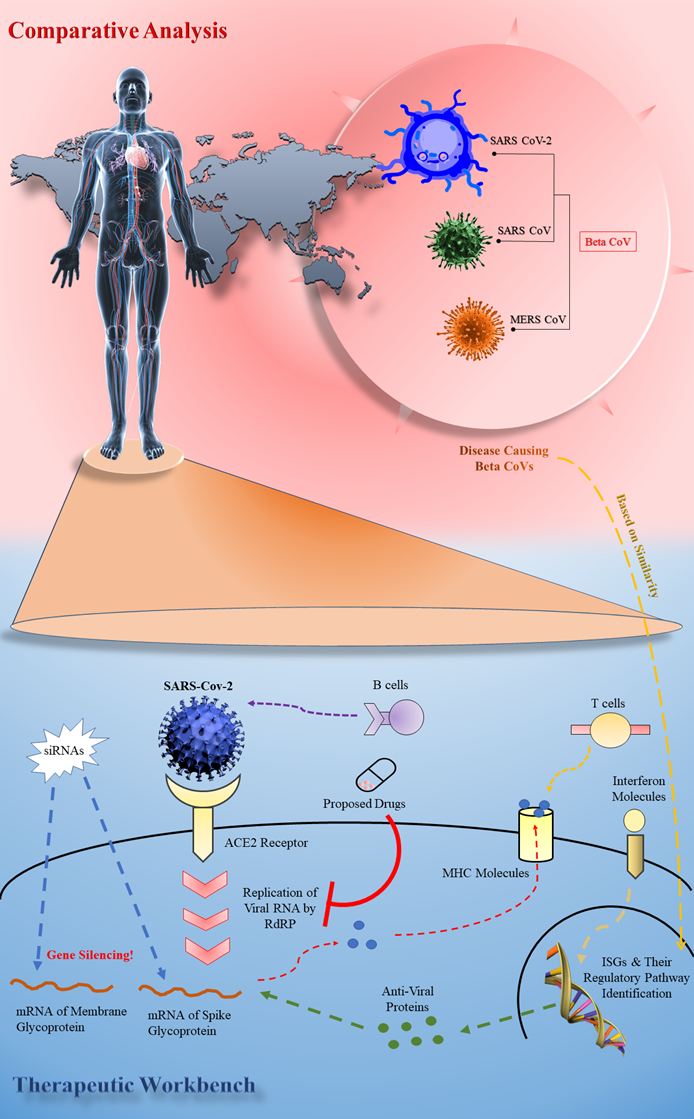 Comparative Analysis
SARS CoV-2
SARS CoV
Beta CoV
MERS CoV
Disease Causing
Beta CoVs
Based on Similarity
SARS-Cov-2
B cells
T cells
siRNAs
Interferon
Molecules
Proposed Drugs
ACE2 Receptor
MHC Molecules
Replication of
Viral RNA by
RdRP
Gene Silencing!
ISGs & Their
Regulatory Pathway
Identification
mRNA of Membrane
Glycoprotein
mRNA of Spike
Glycoprotein
Anti-Viral
Proteins
Therapeutic Workbench